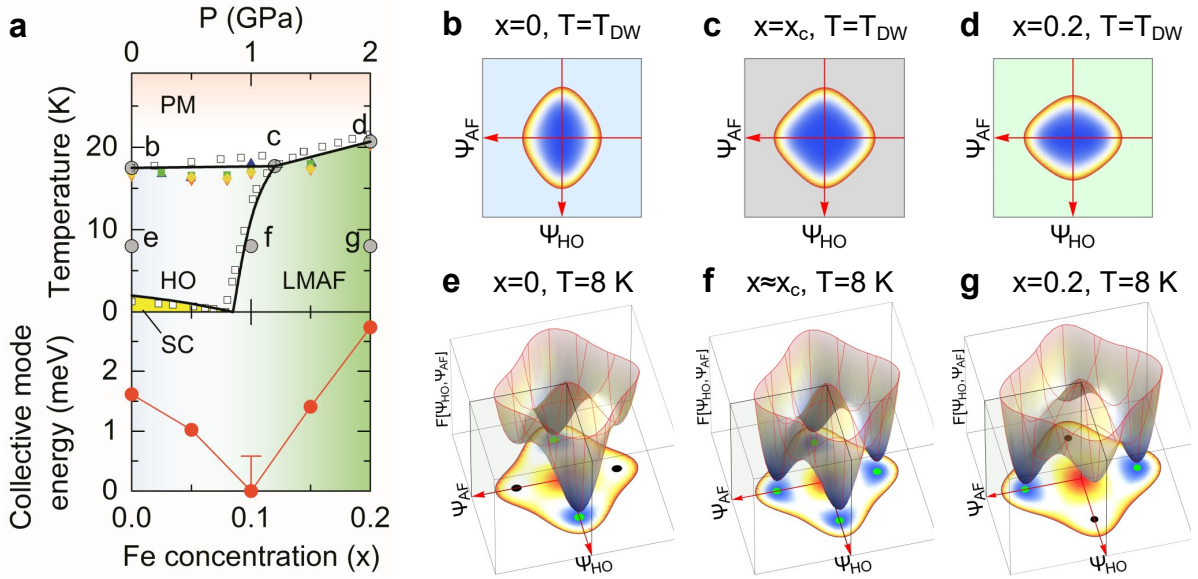 a
P (GPa)
0 1 2
PM
b c d
20
10
0
Temperature (K)
e f g
HO LMAF
SC
2
1
0
Collective mode
energy (meV)
0.0 0.1 0.2
Fe concentration (x)
b x=0, T=T_DW
Ψ_AF
Ψ_HO
c x=x_c, T=T_DW
Ψ_AF
Ψ_HO
d x=0.2, T=T_DW
Ψ_AF
Ψ_HO
e x=0, T=8 K
F[Ψ_HO,Ψ_AF]
Ψ_AF
Ψ_HO
f x≈x_c, T=8 K
F[Ψ_HO,Ψ_AF]
Ψ_AF
Ψ_HO
g x=0.2, T=8 K
F[Ψ_HO,Ψ_AF]
Ψ_AF
Ψ_HO